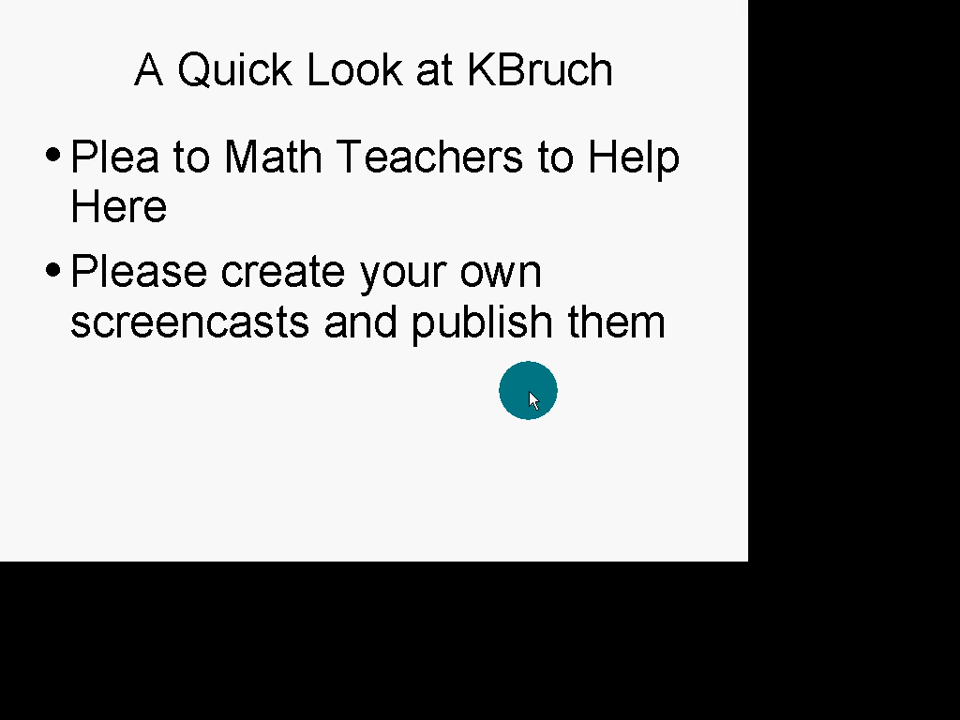 A Quick Look at KBruch
• Plea to Math Teachers to Help
Here
• Please create your own
screencasts and publish them